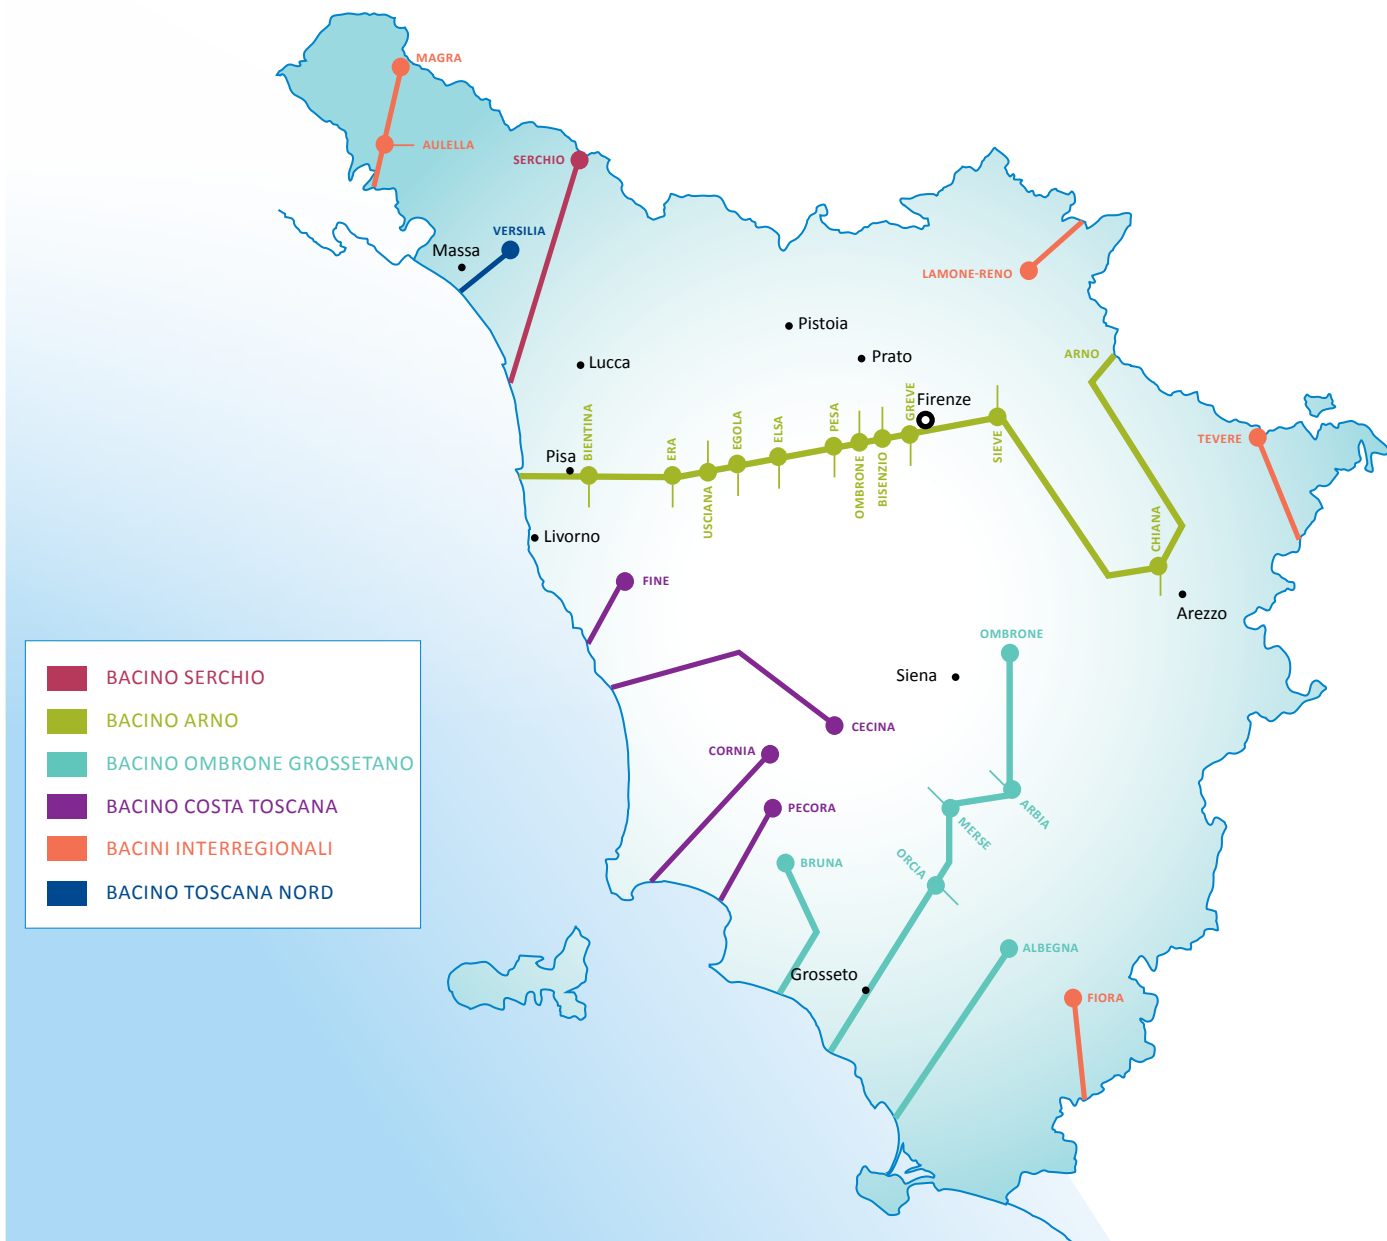 MAGRA
AULELLA
SERCHIO
VERSILIA
Massa
LAMONE-RENO
Pistoia
Prato
ARNO
Lucca
Firenze
GREVE
BIENTINA
ERA
USCIANA
EGOLA
ELSA
PESA
OMBRONE
BISENZIO
SIEVE
TEVERE
Pisa
Livorno
CHIANA
Arezzo
FINE
OMBRONE
Siena
CECINA
CORNIA
PECORA
ARBIA
MERSE
ORCIA
BRUNA
ALBEGNA
Grosseto
FIORA
BACINO SERCHIO
BACINO ARNO
BACINO OMBRONE GROSSETANO
BACINO COSTA TOSCANA
BACINI INTERREGIONALI
BACINO TOSCANA NORD